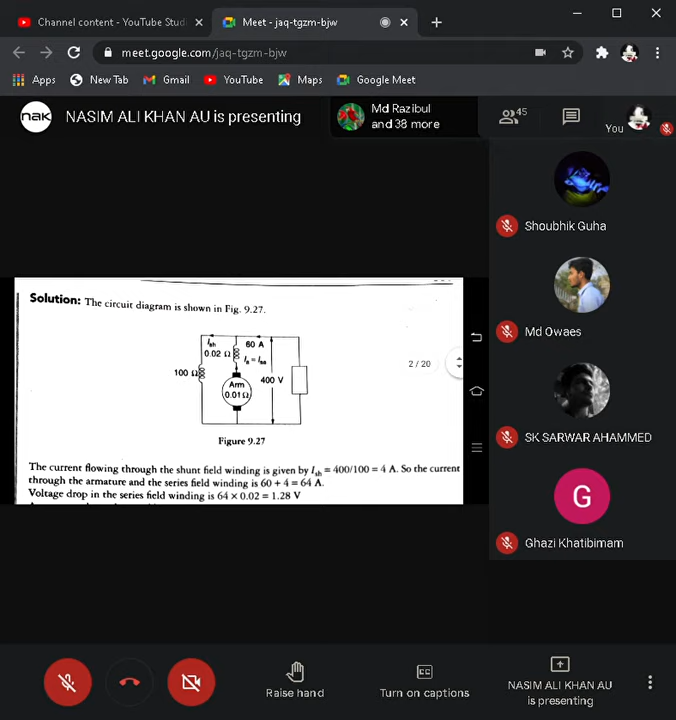 Channel content - YouTube Stud
Meet - jaq-tgzm-bjw
meet.google.com/jaq-tgzm-bjw
Apps New Tab Gmail YouTube Maps Google Meet
nak NASIM ALI KHAN AU is presenting
Md Razibul
and 38 more
45
You
Shoubhik Guha
Md Owaes
SK SARWAR AHAMMED
G
Ghazi Khatibimam
Solution: The circuit diagram is shown in Fig. 9.27.
Ish 60 A
0.02 Ω Ia = Ise
100 Ω
Arm
0.01 Ω
400 V
2 / 20
Figure 9.27
The current flowing through the shunt field winding is given by Ish = 400/100 = 4 A. So the current
through the armature and the series field winding is 60 + 4 = 64 A.
Voltage drop in the series field winding is 64 × 0.02 = 1.28 V
Raise hand
Turn on captions
NASIM ALI KHAN AU
is presenting